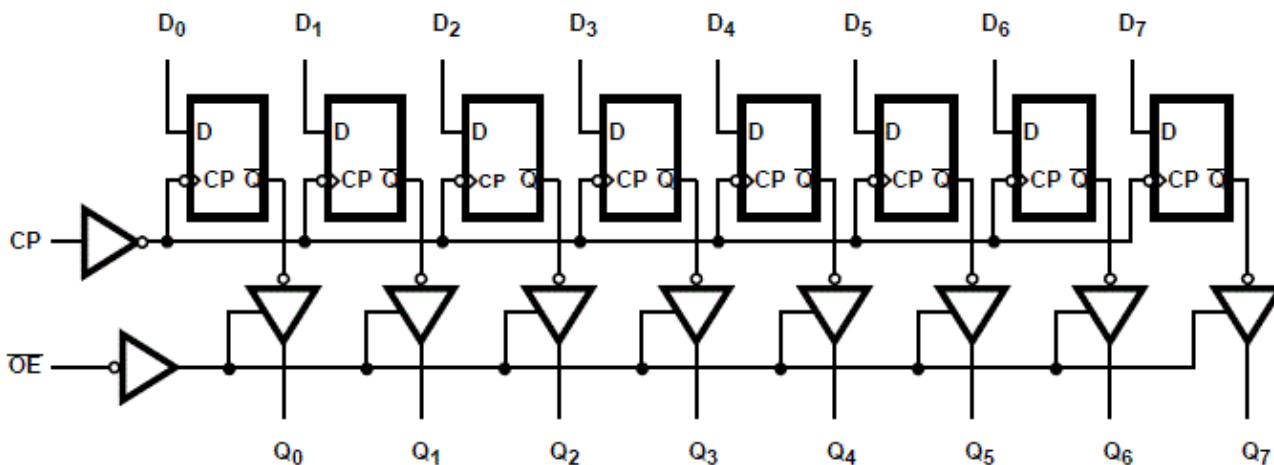 D0 D1 D2 D3 D4 D5 D6 D7
D D D D D D D D
CP Q̅ CP Q̅ CP Q̅ CP Q̅ CP Q̅ CP Q̅ CP Q̅ CP Q̅
CP
O̅E̅
Q0 Q1 Q2 Q3 Q4 Q5 Q6 Q7